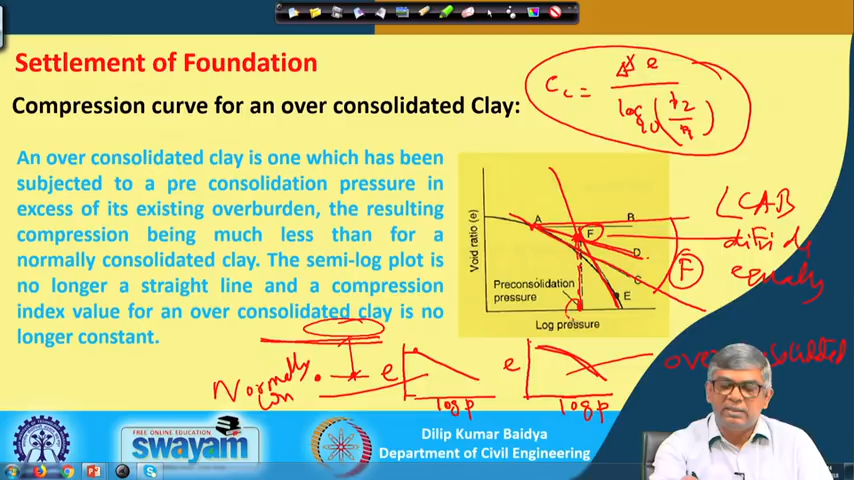 Settlement of Foundation
Compression curve for an over consolidated Clay:
An over consolidated clay is one which has been
subjected to a pre consolidation pressure in
excess of its existing overburden, the resulting
compression being much less than for a
normally consolidated clay. The semi-log plot is
no longer a straight line and a compression
index value for an over consolidated clay is no
longer constant.
Void ratio (e)
A
B
F
D
C
E
Preconsolidation
pressure
Log pressure
∠CAB
equally
F
Normally
e
log p
e
log p
over consolidated
FREE ONLINE EDUCATION
swayam
Dilip Kumar Baidya
Department of Civil Engineering